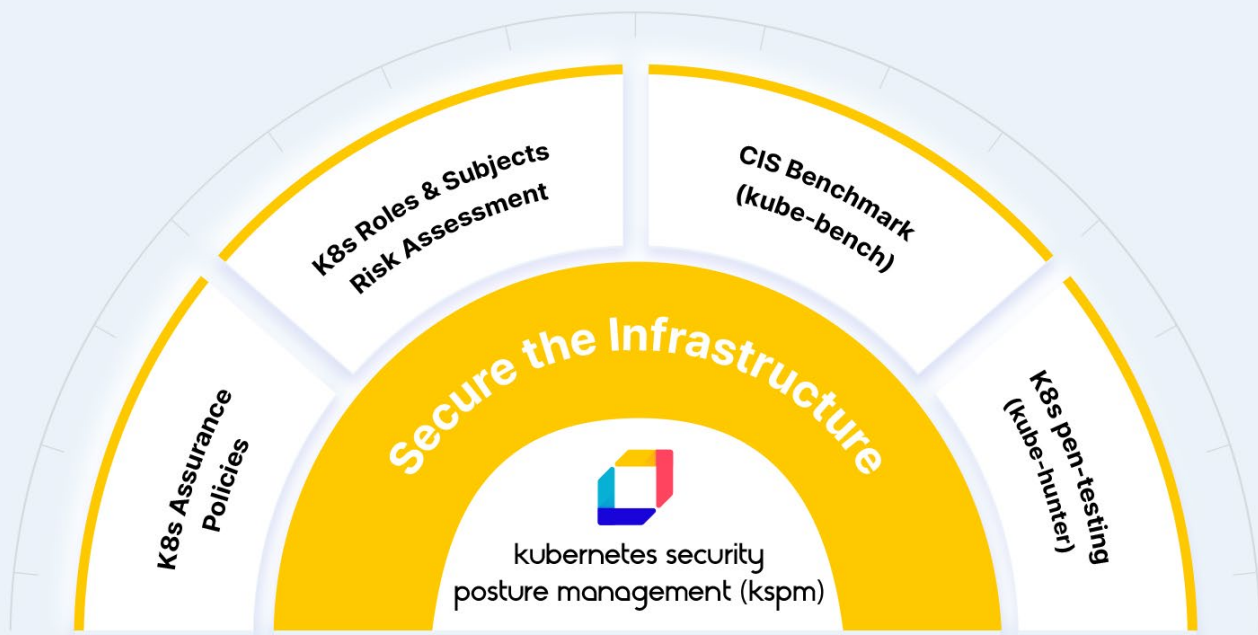 K8s Assurance
Policies
K8s Roles & Subjects
Risk Assessment
CIS Benchmark
(kube-bench)
K8s pen-testing
(kube-hunter)
Secure the Infrastructure
kubernetes security
posture management (kspm)